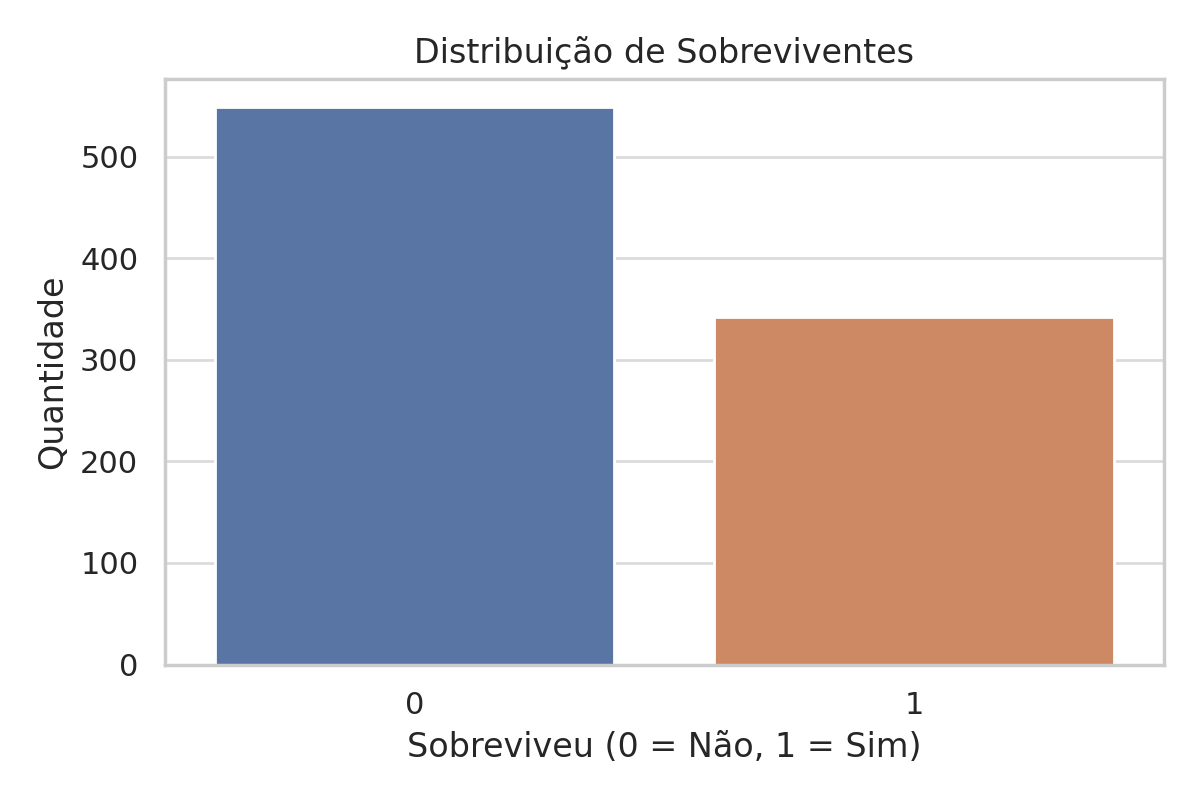 Distribuição de Sobreviventes
Quantidade
500
400
300
200
100
0
0
1
Sobreviveu (0 = Não, 1 = Sim)